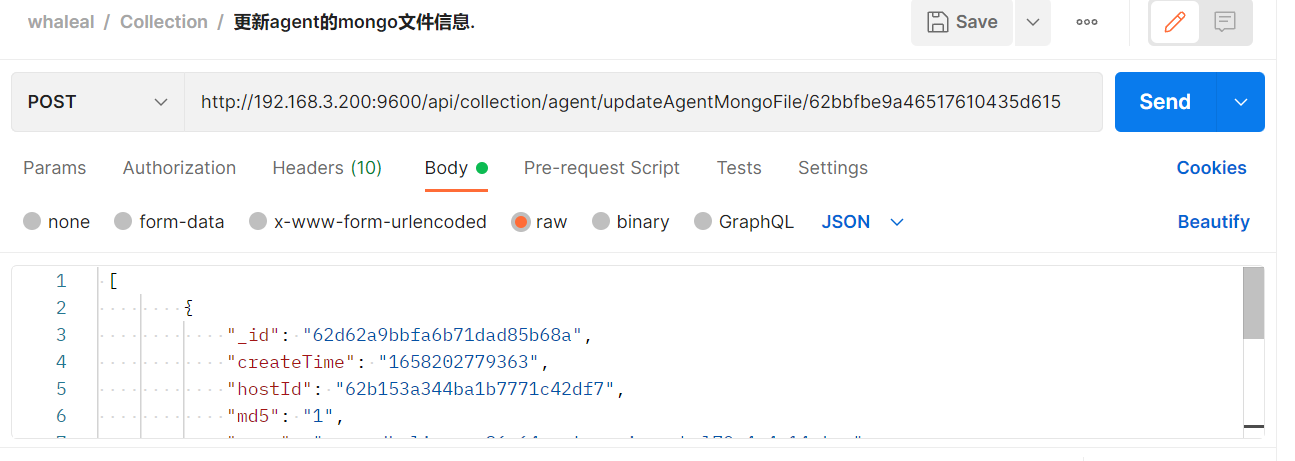 whaleal / Collection / 更新agent的mongo文件信息.
Save
POST
http://192.168.3.200:9600/api/collection/agent/updateAgentMongoFile/62bbfbe9a46517610435d615
Send
Params Authorization Headers (10) Body Pre-request Script Tests Settings Cookies
none form-data x-www-form-urlencoded raw binary GraphQL JSON Beautify
1 [
2 {
3 "_id": "62d62a9bbfa6b71dad85b68a",
4 "createTime": "1658202779363",
5 "hostId": "62b153a344ba1b7771c42df7",
6 "md5": "1",